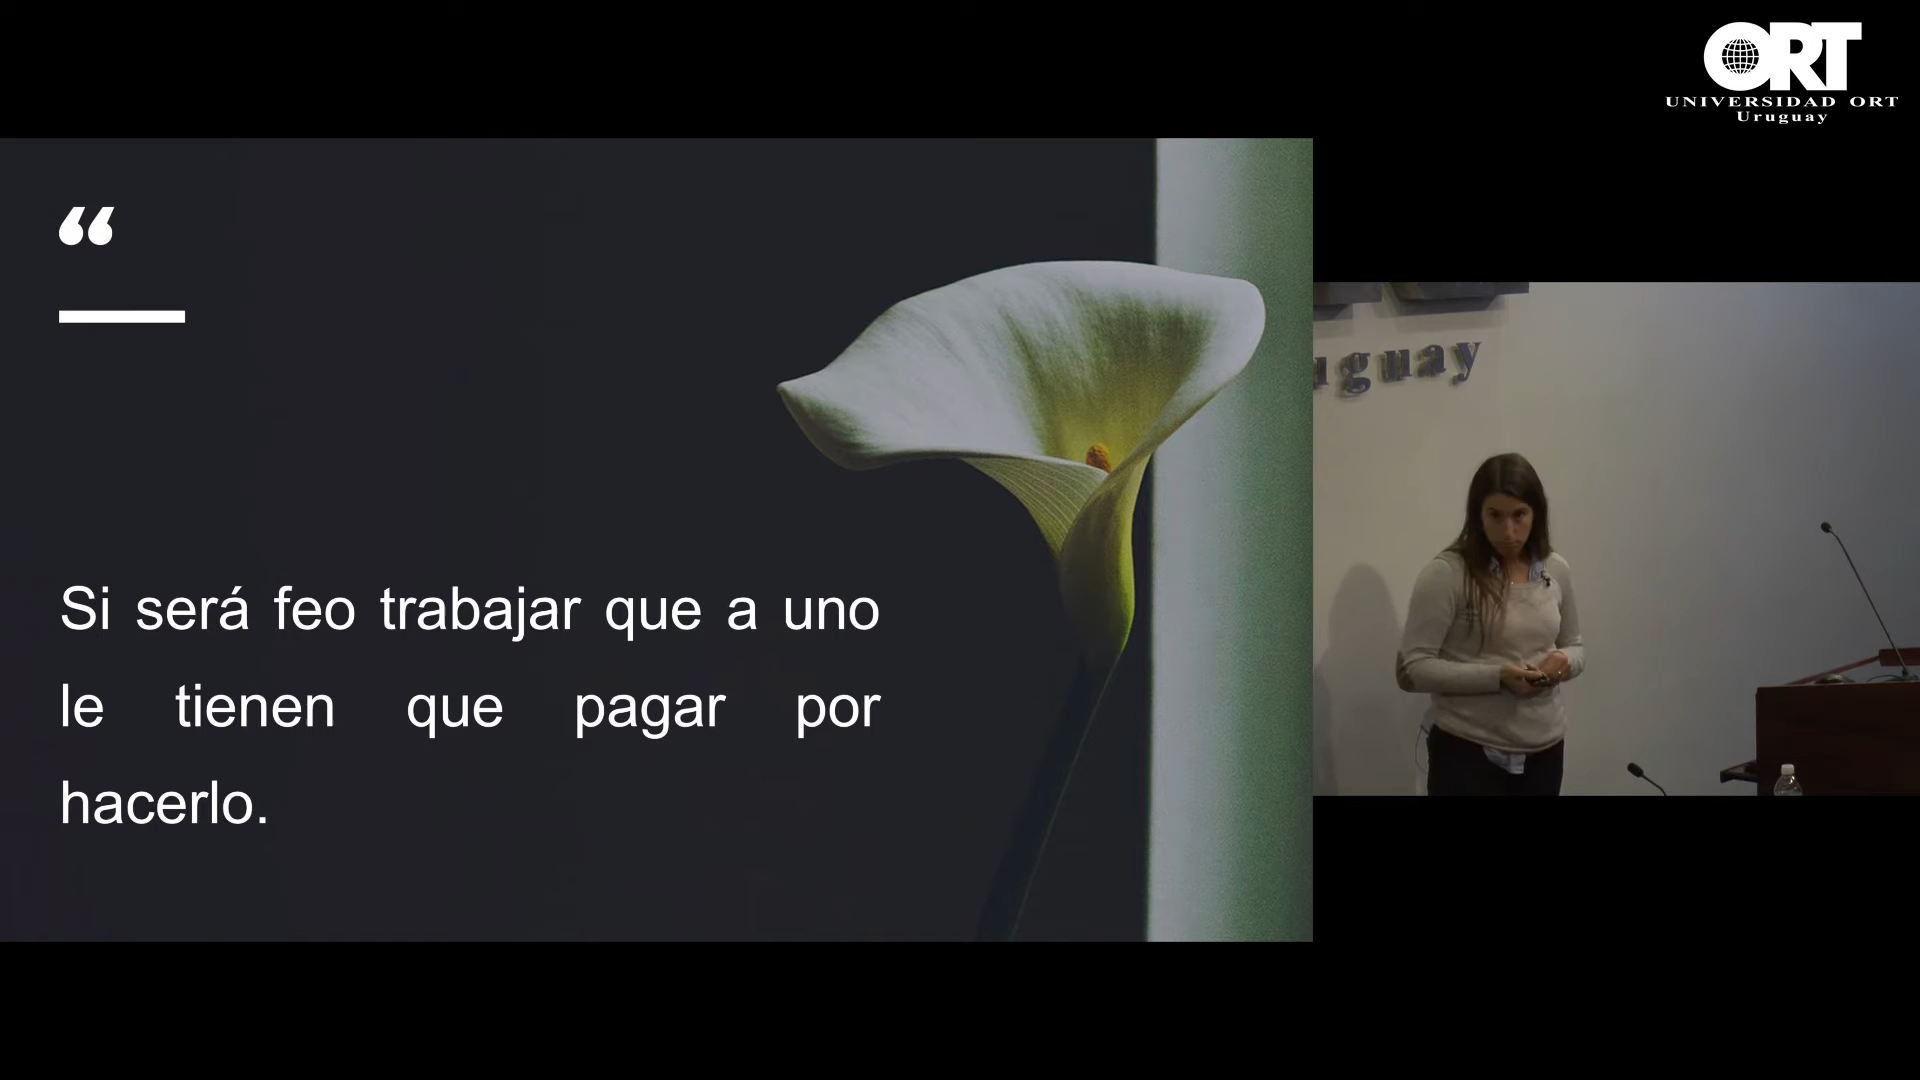 ORT
UNIVERSIDAD ORT
Uruguay
“
Si será feo trabajar que a uno
le tienen que pagar por
hacerlo.
uguay